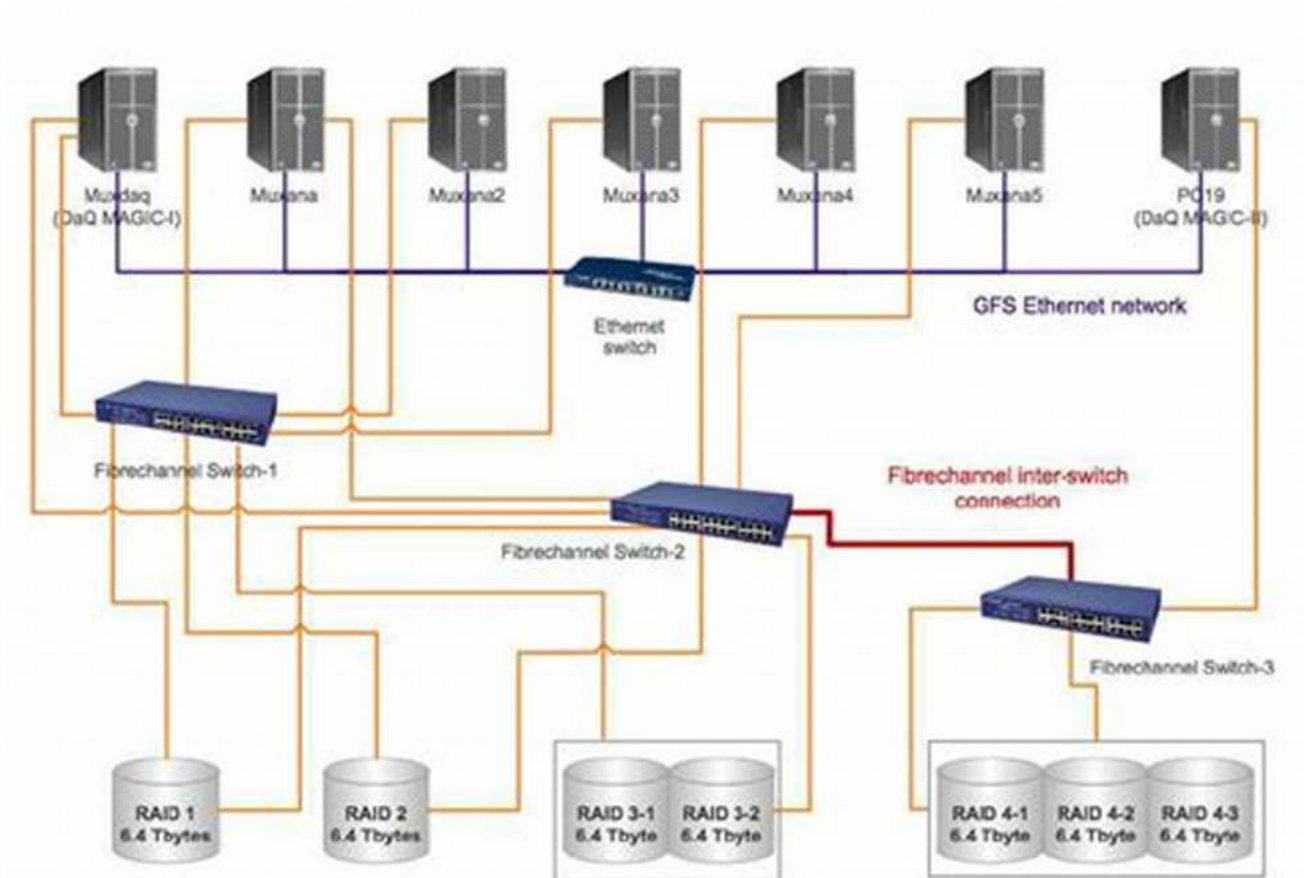 Muxdaq
(DaQ MAGIC-I)
Muxana
Muxana2
Muxana3
Muxana4
Muxana5
PC19
(DaQ MAGIC-II)
GFS Ethernet network
Ethernet
switch
Fibrechannel Switch-1
Fibrechannel inter-switch
connection
Fibrechannel Switch-2
Fibrechannel Switch-3
RAID 1
6.4 Tbytes
RAID 2
6.4 Tbytes
RAID 3-1
6.4 Tbyte
RAID 3-2
6.4 Tbyte
RAID 4-1
6.4 Tbyte
RAID 4-2
6.4 Tbyte
RAID 4-3
6.4 Tbyte